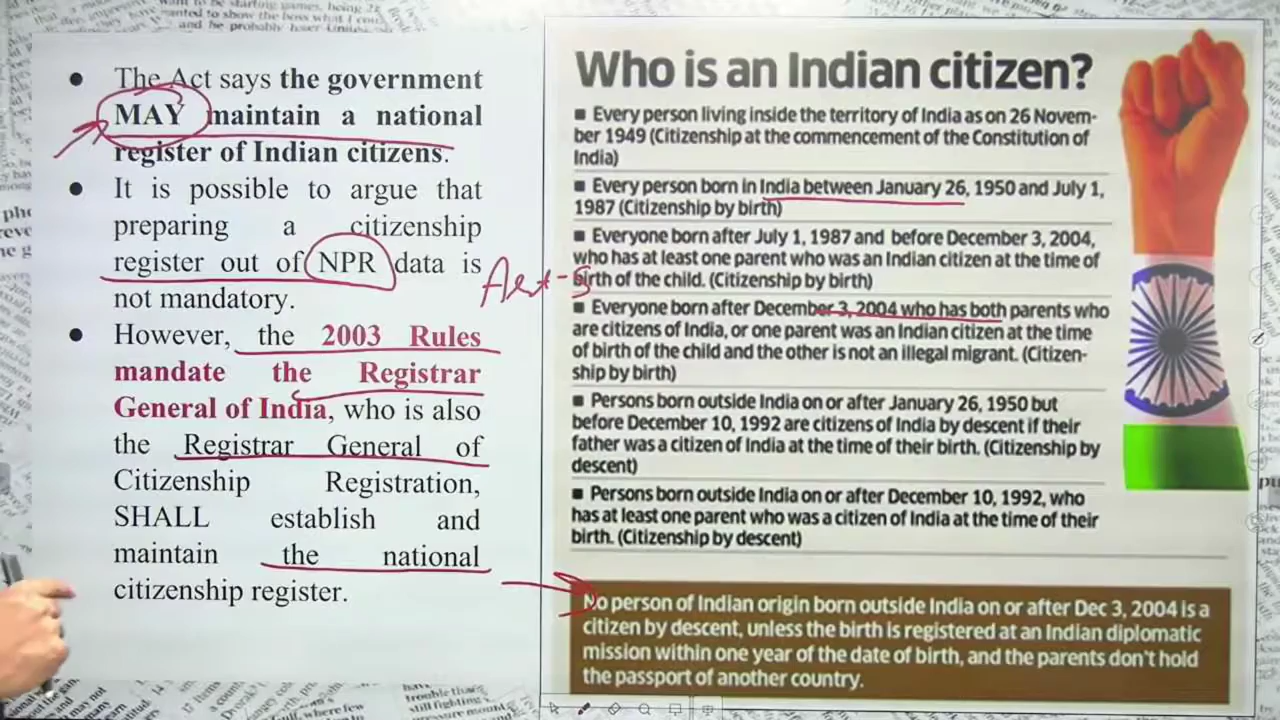 The Act says the government
MAY maintain a national
register of Indian citizens.
It is possible to argue that
preparing a citizenship
register out of NPR data is
not mandatory.
However, the 2003 Rules
mandate the Registrar
General of India, who is also
the Registrar General of
Citizenship Registration,
SHALL establish and
maintain the national
citizenship register.
Who is an Indian citizen?
Every person living inside the territory of India as on 26 Novem-
ber 1949 (Citizenship at the commencement of the Constitution of
India)
Every person born in India between January 26, 1950 and July 1,
1987 (Citizenship by birth)
Everyone born after July 1, 1987 and before December 3, 2004,
who has at least one parent who was an Indian citizen at the time of
birth of the child. (Citizenship by birth)
Everyone born after December 3, 2004 who has both parents who
are citizens of India, or one parent was an Indian citizen at the time
of birth of the child and the other is not an illegal migrant. (Citizen-
ship by birth)
Persons born outside India on or after January 26, 1950 but
before December 10, 1992 are citizens of India by descent if their
father was a citizen of India at the time of their birth. (Citizenship by
descent)
Persons born outside India on or after December 10, 1992, who
has at least one parent who was a citizen of India at the time of their
birth. (Citizenship by descent)
No person of Indian origin born outside India on or after Dec 3, 2004 is a
citizen by descent, unless the birth is registered at an Indian diplomatic
mission within one year of the date of birth, and the parents don't hold
the passport of another country.